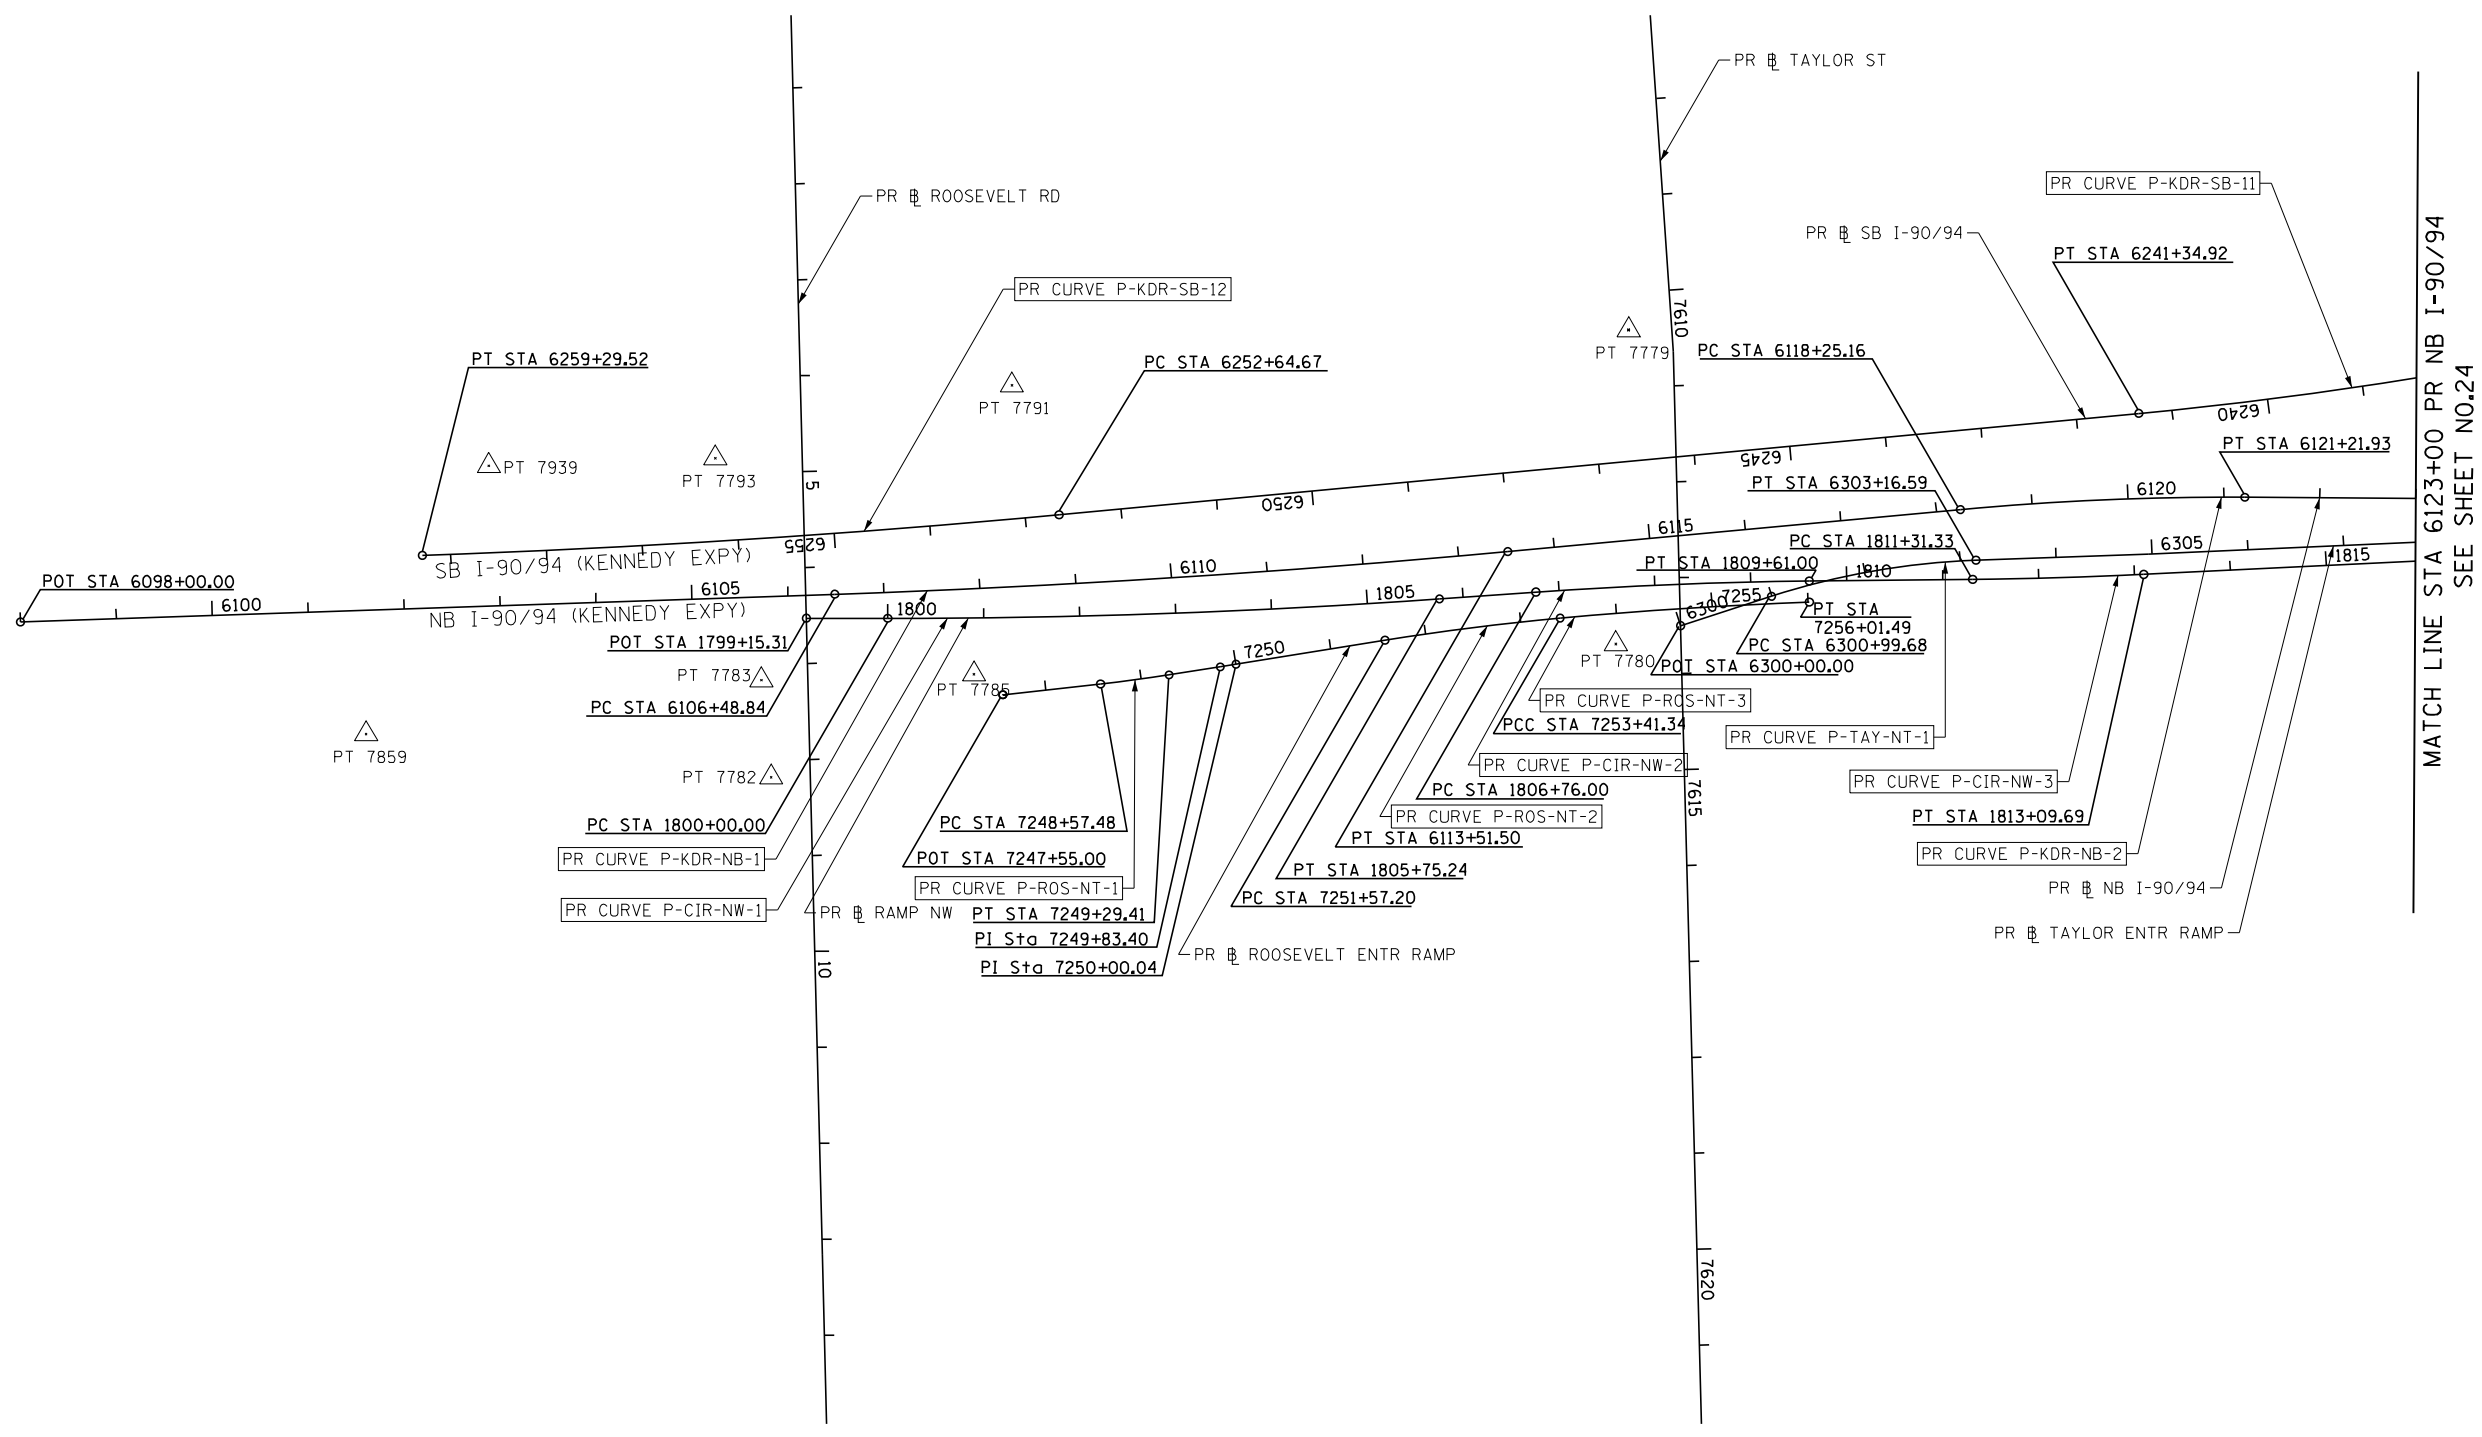 PR BL TAYLOR ST
PR BL ROOSEVELT RD
PR CURVE P-KDR-SB-11
PR BL SB I-90/94
PT STA 6241+34.92
PR CURVE P-KDR-SB-12
7610
PT 7779
PC STA 6118+25.16
PT STA 6259+29.52
PC STA 6252+64.67
PT 7791
6240
PT STA 6121+21.93
PT 7939
PT 7793
5
6245
6250
PT STA 6303+16.59
6120
6115
6255
SB I-90/94 (KENNEDY EXPY)
PC STA 1811+31.33
6305
1815
POT STA 6098+00.00
6100
6105
6110
PT STA 1809+61.00
1810
NB I-90/94 (KENNEDY EXPY)
1800
1805
7255
6300
PT STA
7256+01.49
POT STA 1799+15.31
7250
PC STA 6300+99.68
PT 7783
PT 7785
PT 7780
POT STA 6300+00.00
PC STA 6106+48.84
PR CURVE P-ROS-NT-3
PCC STA 7253+41.34
PR CURVE P-TAY-NT-1
PT 7859
PT 7782
PR CURVE P-CIR-NW-2
PR CURVE P-CIR-NW-3
PC STA 1806+76.00
7615
PC STA 1800+00.00
PC STA 7248+57.48
PR CURVE P-ROS-NT-2
PT STA 1813+09.69
PT STA 6113+51.50
PR CURVE P-KDR-NB-1
POT STA 7247+55.00
PR CURVE P-KDR-NB-2
PT STA 1805+75.24
PR CURVE P-ROS-NT-1
PR BL NB I-90/94
PC STA 7251+57.20
PR CURVE P-CIR-NW-1
PR BL RAMP NW
PT STA 7249+29.41
PI Sta 7249+83.40
PR BL TAYLOR ENTR RAMP
PR BL ROOSEVELT ENTR RAMP
PI Sta 7250+00.04
10
7620
MATCH LINE STA 6123+00 PR NB I-90/94
SEE SHEET NO.24